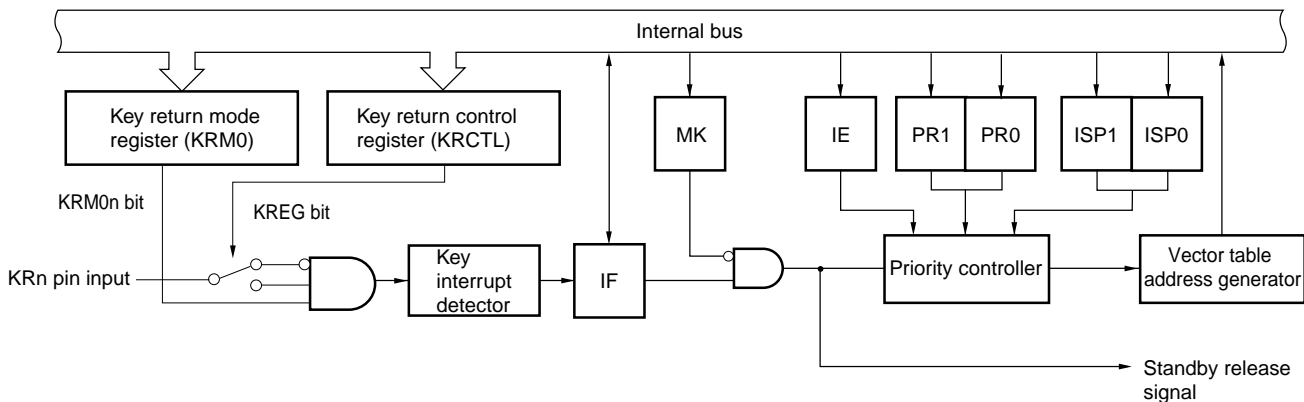 Internal bus
Key return mode
register (KRM0)
Key return control
register (KRCTL)
MK
IE
PR1
PR0
ISP1
ISP0
KRM0n bit
KREG bit
KRn pin input
Key
interrupt
detector
IF
Priority controller
Vector table
address generator
Standby release
signal